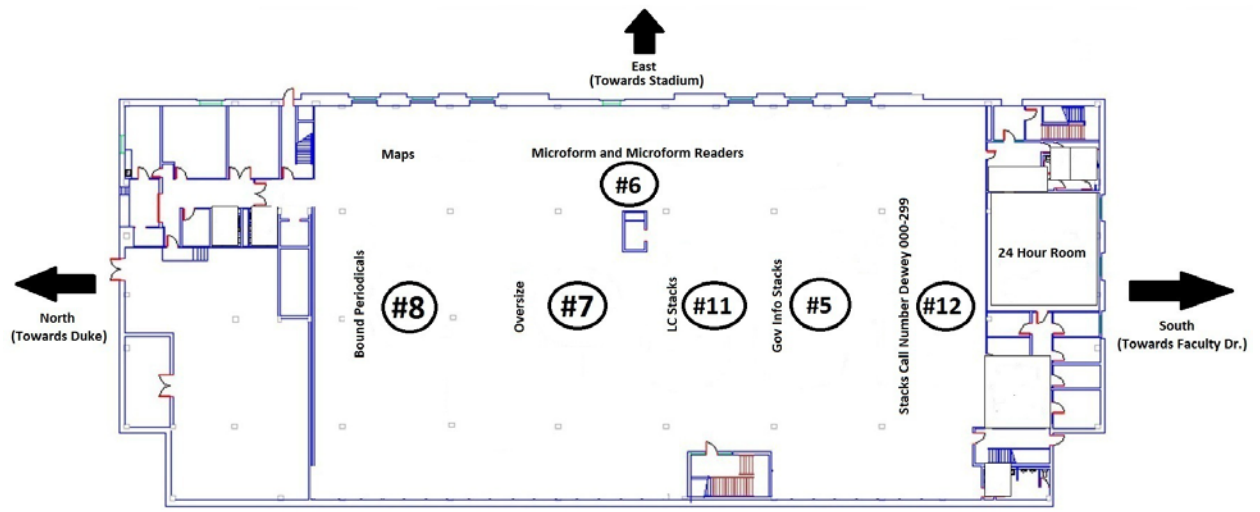 East
(Towards Stadium)
Maps
Microform and Microform Readers
#6
24 Hour Room
Bound Periodicals
#8
Oversize
#7
LC Stacks
#11
Gov Info Stacks
#5
Stacks Call Number Dewey 000-299
#12
North
(Towards Duke)
South
(Towards Faculty Dr.)